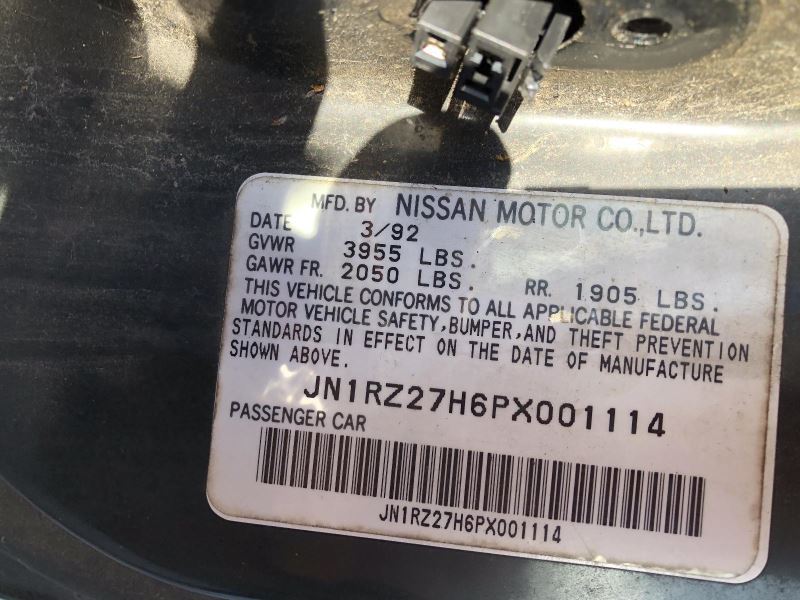 MFD. BY NISSAN MOTOR CO.,LTD.
DATE 3/92
GVWR 3955 LBS.
GAWR FR. 2050 LBS. RR. 1905 LBS.
THIS VEHICLE CONFORMS TO ALL APPLICABLE FEDERAL
MOTOR VEHICLE SAFETY, BUMPER, AND THEFT PREVENTION
STANDARDS IN EFFECT ON THE DATE OF MANUFACTURE
SHOWN ABOVE.
JN1RZ27H6PX001114
PASSENGER CAR
JN1RZ27H6PX001114